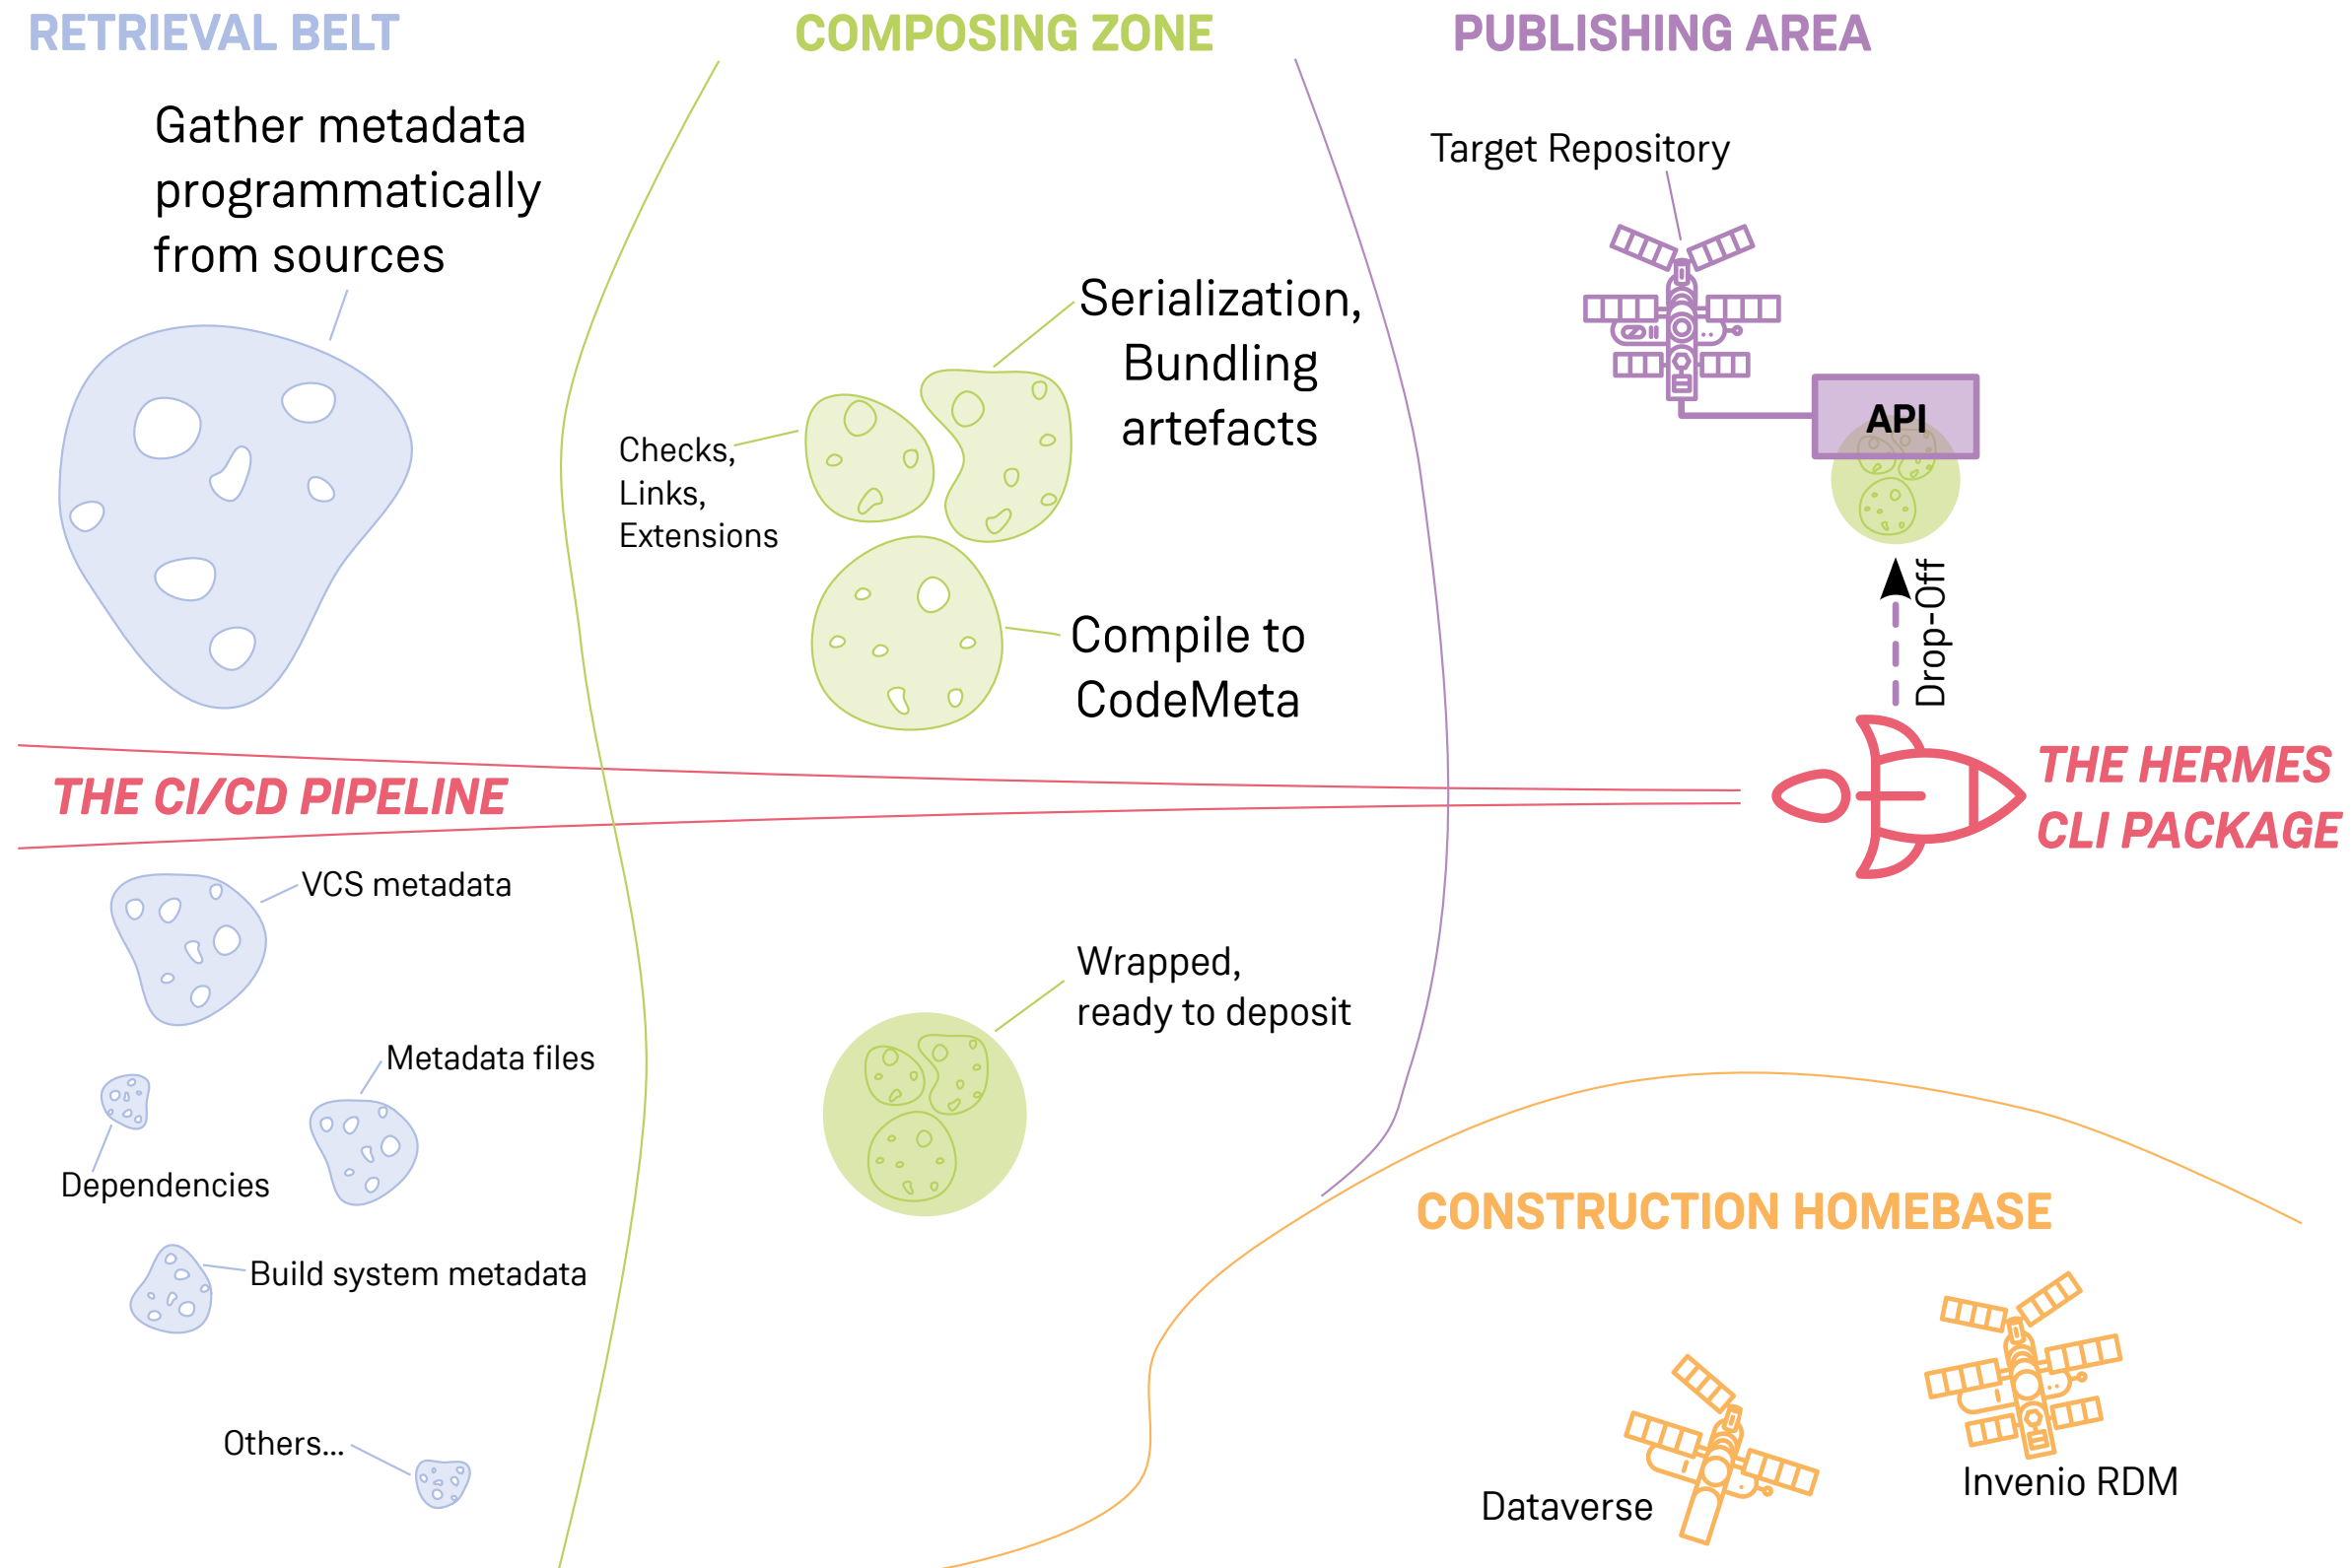 RETRIEVAL BELT
Gather metadata
programmatically
from sources
COMPOSING ZONE
Serialization,
Bundling
artefacts
Checks,
Links,
Extensions
Compile to
CodeMeta
PUBLISHING AREA
Target Repository
API
Drop-Off
THE CI/CD PIPELINE
THE HERMES
CLI PACKAGE
VCS metadata
Metadata files
Dependencies
Build system metadata
Others...
Wrapped,
ready to deposit
CONSTRUCTION HOMEBASE
Dataverse
Invenio RDM